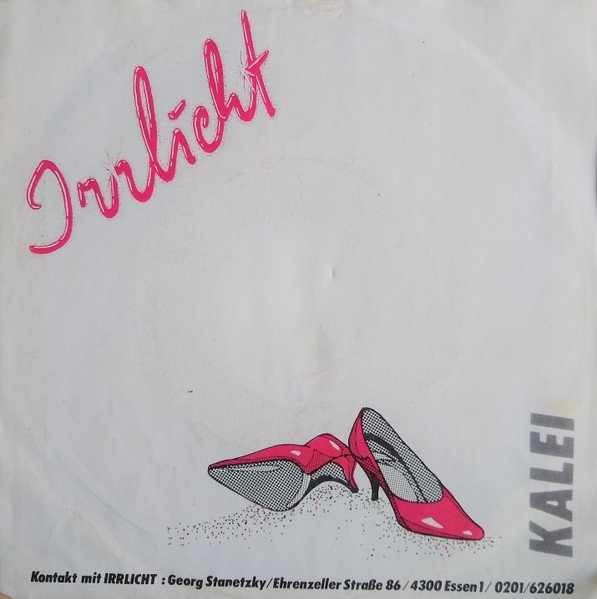 Irrlicht
KALEI
Kontakt mit IRRLICHT : Georg Stanetzky/Ehrenzeller Straße 86 / 4300 Essen 1 / 0201/626018